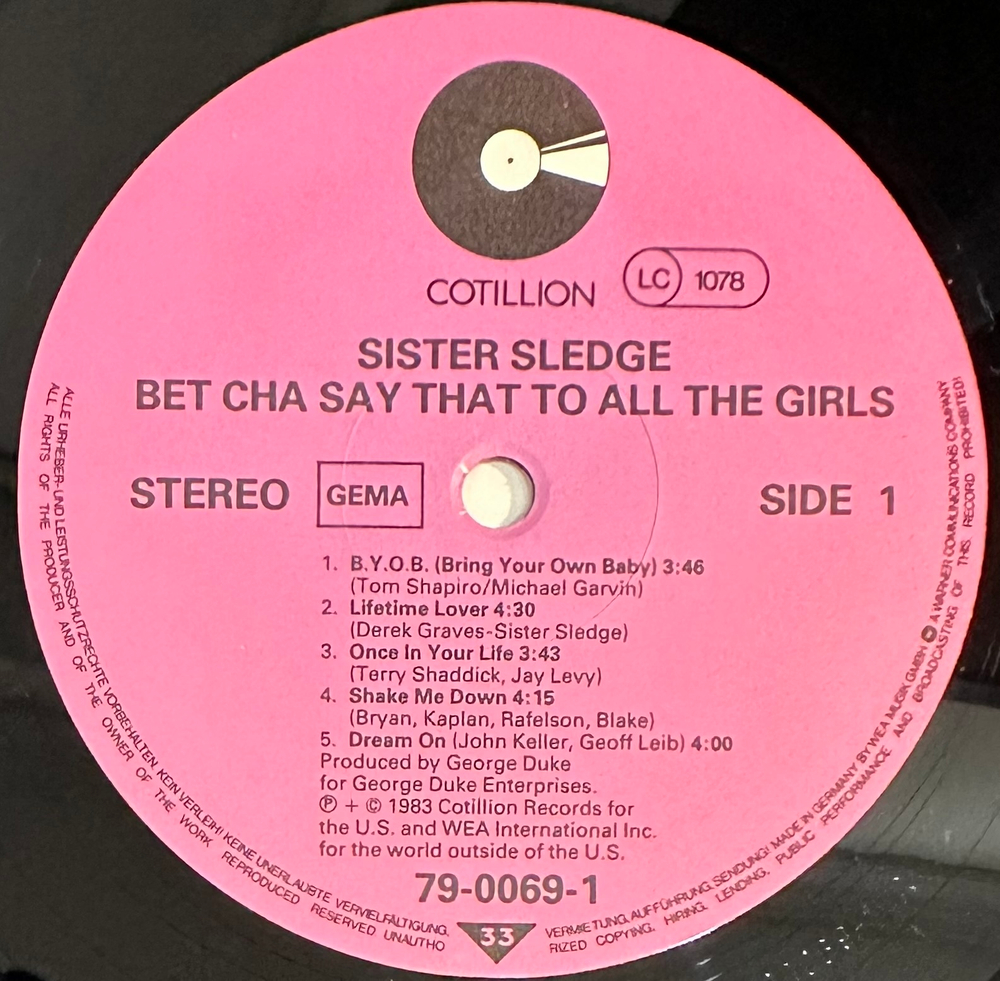 COTILLION
LC 1078
SISTER SLEDGE
BET CHA SAY THAT TO ALL THE GIRLS
STEREO GEMA SIDE 1
1. B.Y.O.B. (Bring Your Own Baby) 3:46
(Tom Shapiro/Michael Garvin)
2. Lifetime Lover 4:30
(Derek Graves-Sister Sledge)
3. Once In Your Life 3:43
(Terry Shaddick, Jay Levy)
4. Shake Me Down 4:15
(Bryan, Kaplan, Rafelson, Blake)
5. Dream On (John Keller, Geoff Leib) 4:00
Produced by George Duke
for George Duke Enterprises.
℗ + © 1983 Cotillion Records for
the U.S. and WEA International Inc.
for the world outside of the U.S.
79-0069-1
33
ALLE URHEBER- UND LEISTUNGSSCHUTZRECHTE VORBEHALTEN. KEIN VERLEIH! KEINE UNERLAUBTE VERVIELFÄLTIGUNG, VERMIETUNG, AUFFÜHRUNG, SENDUNG! MADE IN GERMANY BY WEA MUSIK GMBH A WARNER COMMUNICATIONS COMPANY
ALL RIGHTS OF THE PRODUCER AND OF THE OWNER OF THE WORK REPRODUCED RESERVED UNAUTHORIZED COPYING, HIRING, LENDING, PUBLIC PERFORMANCE AND BROADCASTING OF THIS RECORD PROHIBITED!